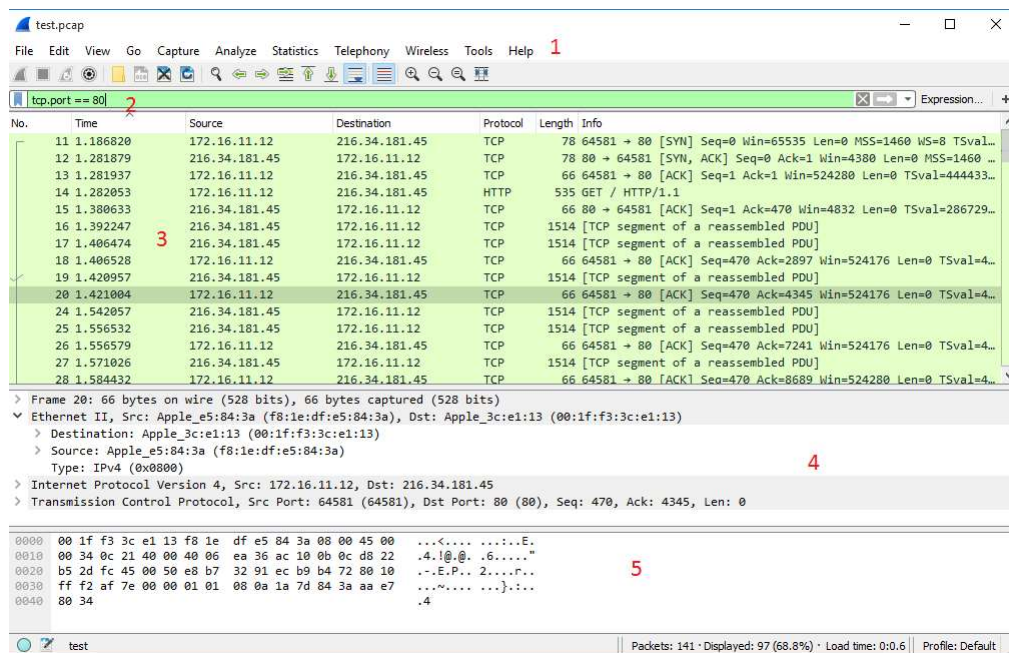 test.pcap
File Edit View Go Capture Analyze Statistics Telephony Wireless Tools Help 1
tcp.port == 80 2 Expression... +
No. Time Source Destination Protocol Length Info
11 1.186820 172.16.11.12 216.34.181.45 TCP 78 64581 → 80 [SYN] Seq=0 Win=65535 Len=0 MSS=1460 WS=8 TSval…
12 1.281879 216.34.181.45 172.16.11.12 TCP 78 80 → 64581 [SYN, ACK] Seq=0 Ack=1 Win=4380 Len=0 MSS=1460 …
13 1.281937 172.16.11.12 216.34.181.45 TCP 66 64581 → 80 [ACK] Seq=1 Ack=1 Win=524280 Len=0 TSval=444433…
14 1.282053 172.16.11.12 216.34.181.45 HTTP 535 GET / HTTP/1.1
15 1.380633 216.34.181.45 172.16.11.12 TCP 66 80 → 64581 [ACK] Seq=1 Ack=470 Win=4832 Len=0 TSval=286729…
16 1.392247 216.34.181.45 172.16.11.12 TCP 1514 [TCP segment of a reassembled PDU]
17 1.406474 216.34.181.45 172.16.11.12 TCP 1514 [TCP segment of a reassembled PDU]
3
18 1.406528 172.16.11.12 216.34.181.45 TCP 66 64581 → 80 [ACK] Seq=470 Ack=2897 Win=524176 Len=0 TSval=4…
19 1.420957 216.34.181.45 172.16.11.12 TCP 1514 [TCP segment of a reassembled PDU]
20 1.421004 172.16.11.12 216.34.181.45 TCP 66 64581 → 80 [ACK] Seq=470 Ack=4345 Win=524176 Len=0 TSval=4…
24 1.542057 216.34.181.45 172.16.11.12 TCP 1514 [TCP segment of a reassembled PDU]
25 1.556532 216.34.181.45 172.16.11.12 TCP 1514 [TCP segment of a reassembled PDU]
26 1.556579 172.16.11.12 216.34.181.45 TCP 66 64581 → 80 [ACK] Seq=470 Ack=7241 Win=524176 Len=0 TSval=4…
27 1.571026 216.34.181.45 172.16.11.12 TCP 1514 [TCP segment of a reassembled PDU]
28 1.584432 172.16.11.12 216.34.181.45 TCP 66 64581 → 80 [ACK] Seq=470 Ack=8689 Win=524280 Len=0 TSval=4…
Frame 20: 66 bytes on wire (528 bits), 66 bytes captured (528 bits)
Ethernet II, Src: Apple_e5:84:3a (f8:1e:df:e5:84:3a), Dst: Apple_3c:e1:13 (00:1f:f3:3c:e1:13)
Destination: Apple_3c:e1:13 (00:1f:f3:3c:e1:13)
Source: Apple_e5:84:3a (f8:1e:df:e5:84:3a)
Type: IPv4 (0x0800)
4
Internet Protocol Version 4, Src: 172.16.11.12, Dst: 216.34.181.45
Transmission Control Protocol, Src Port: 64581 (64581), Dst Port: 80 (80), Seq: 470, Ack: 4345, Len: 0
0000 00 1f f3 3c e1 13 f8 1e df e5 84 3a 08 00 45 00 ...<.... ...:..E.
0010 00 34 0c 21 40 00 40 06 ea 36 ac 10 0b 0c d8 22 .4.!@.@. .6....."
0020 b5 2d fc 45 00 50 e8 b7 32 91 ec b9 b4 72 80 10 .-.E.P.. 2....r..
0030 ff f2 af 7e 00 00 01 01 08 0a 1a 7d 84 3a aa e7 ...~.... ...}.:..
0040 80 34 .4
5
test Packets: 141 · Displayed: 97 (68.8%) · Load time: 0:0.6 Profile: Default